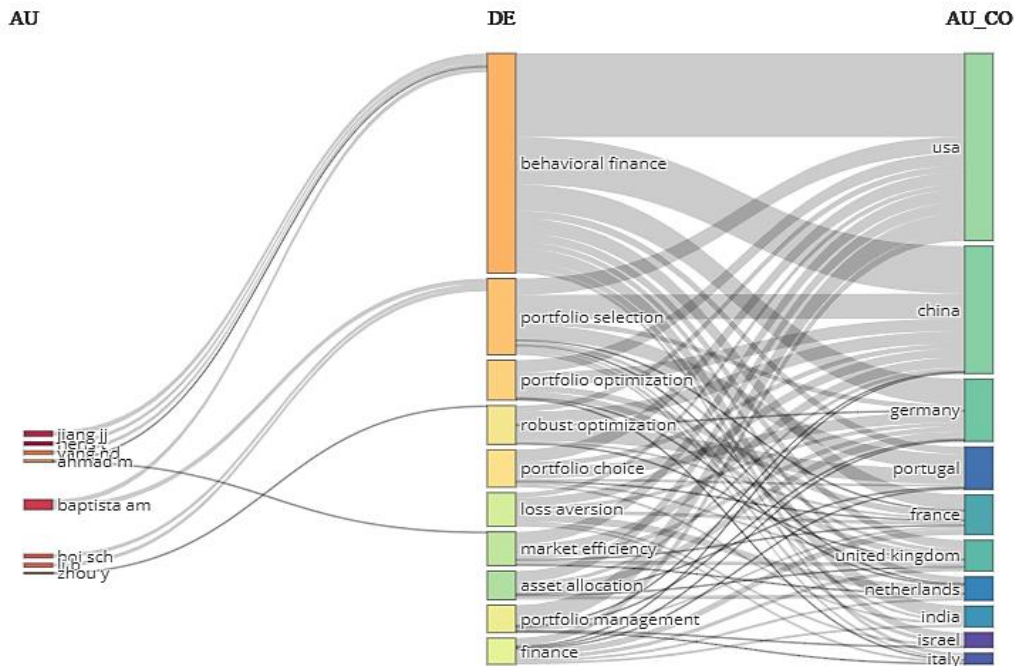 AU
DE
AU_CO
jiang jj
ahmad m
baptista am
hoi sch
zhou y
behavioral finance
portfolio selection
portfolio optimization
robust optimization
portfolio choice
loss aversion
market efficiency
asset allocation
portfolio management
finance
usa
china
germany
portugal
france
united kingdom
netherlands
india
israel
italy